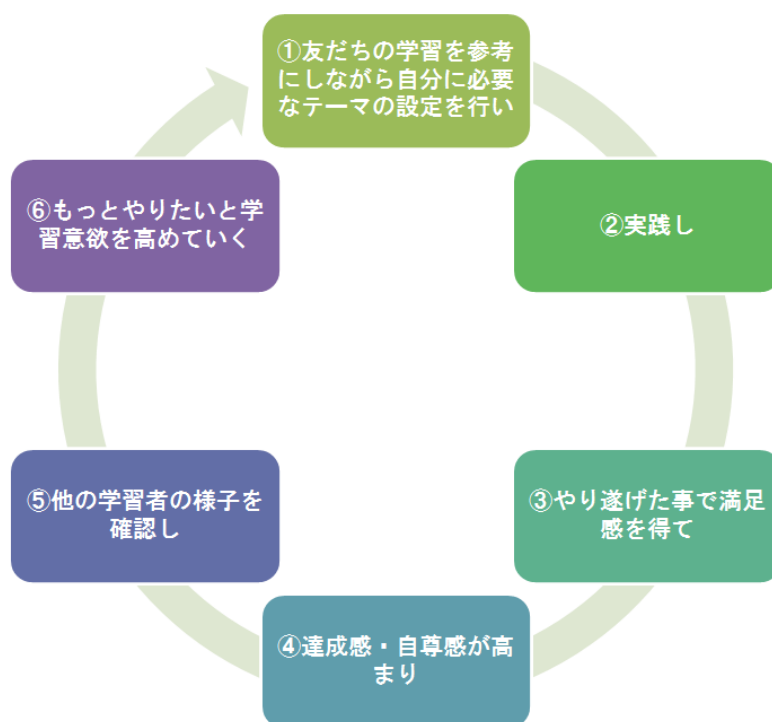 ①友だちの学習を参考
にしながら自分に必要
なテーマの設定を行い
②実践し
③やり遂げた事で満足
感を得て
④達成感・自尊感が高
まり
⑤他の学習者の様子を
確認し
⑥もっとやりたいと学
習意欲を高めていく